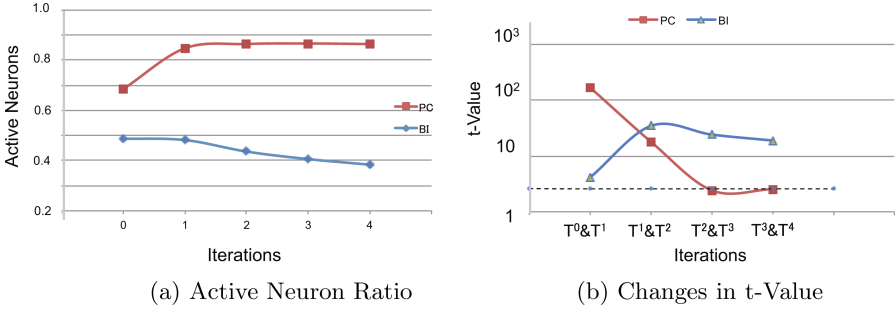 Active Neurons
1.0
0.8
0.6
0.4
0.2
0 1 2 3 4
Iterations
PC
BI
(a) Active Neuron Ratio
PC BI
t-Value
10³
10²
10
1
T⁰&T¹ T¹&T² T²&T³ T³&T⁴
Iterations
(b) Changes in t-Value